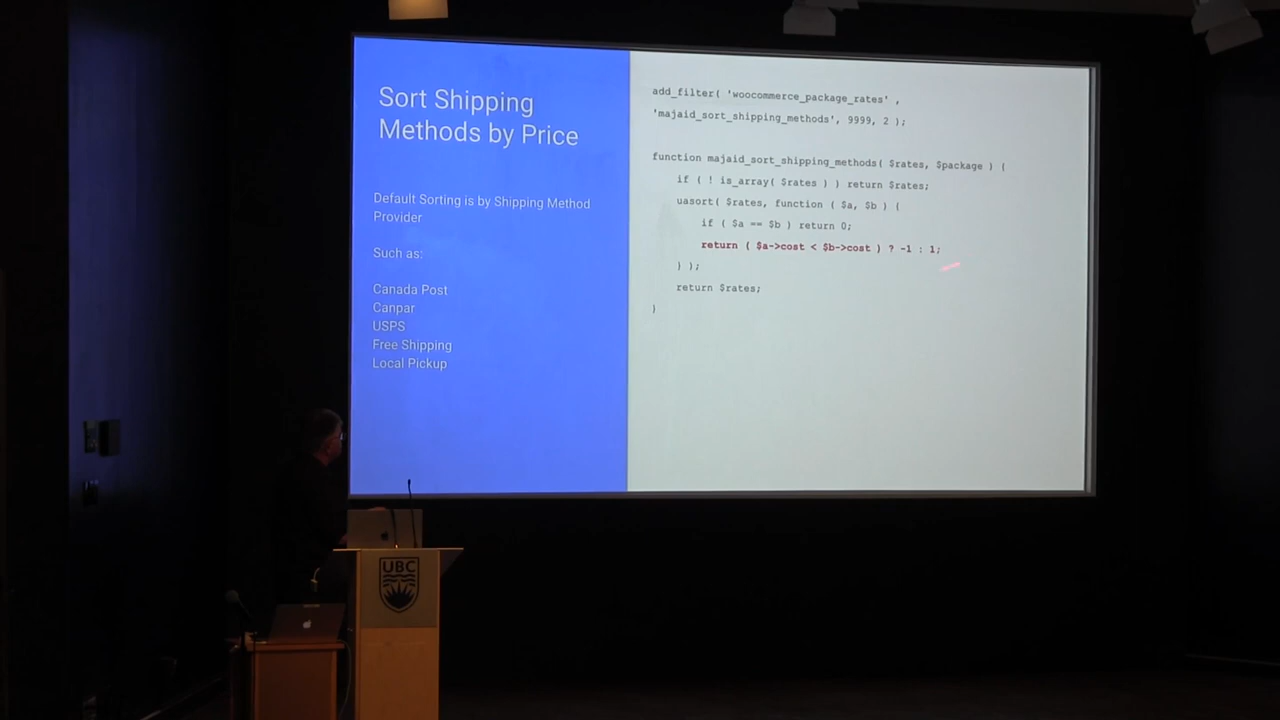 Sort Shipping
Methods by Price
Default Sorting is by Shipping Method
Provider
Such as:
Canada Post
Canpar
USPS
Free Shipping
Local Pickup
add_filter( 'woocommerce_package_rates' ,
'majaid_sort_shipping_methods', 9999, 2 );
function majaid_sort_shipping_methods( $rates, $package ) {
if ( ! is_array( $rates ) ) return $rates;
uasort( $rates, function ( $a, $b ) {
if ( $a == $b ) return 0;
return ( $a->cost < $b->cost ) ? -1 : 1;
} );
return $rates;
}
UBC